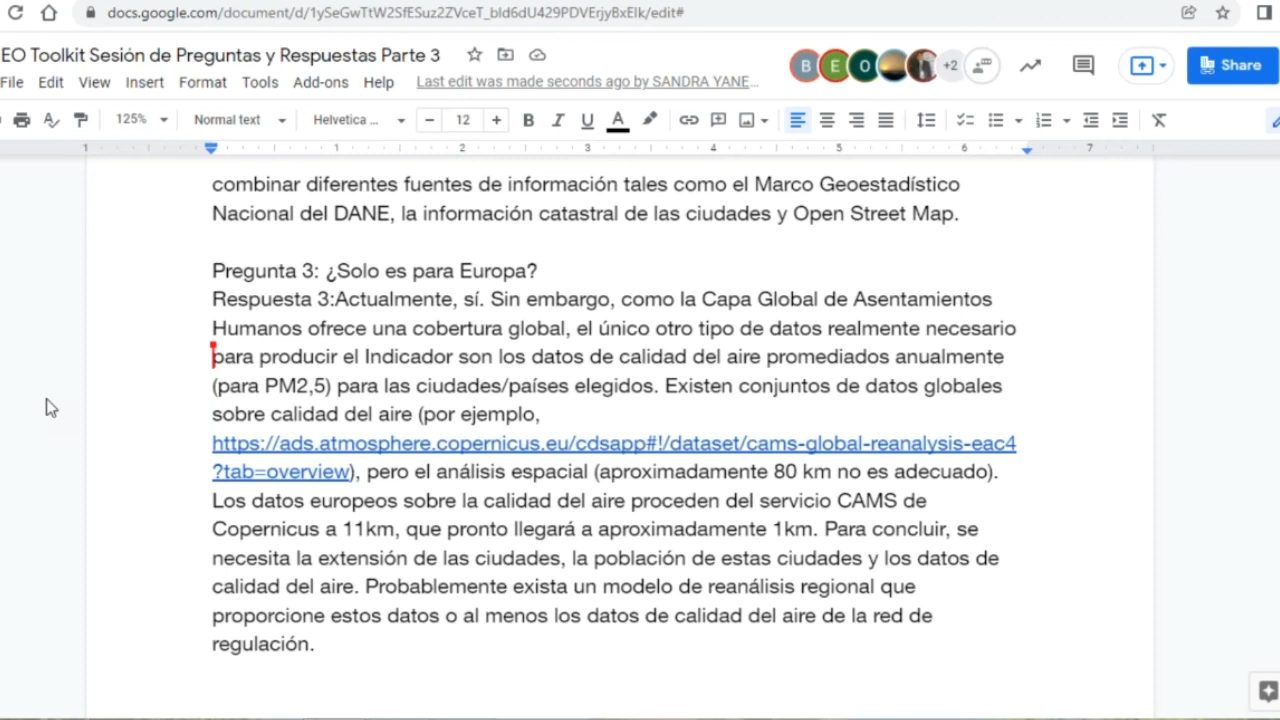 docs.google.com/document/d/1ySeGwTtW2SfESuz2ZVceT_bld6dU429PDVErjyBxElk/edit#
EO Toolkit Sesión de Preguntas y Respuestas Parte 3
B E O +2 Share
File Edit View Insert Format Tools Add-ons Help Last edit was made seconds ago by SANDRA YANE…
125% Normal text Helvetica ... − 12 + B I U A
1 1 2 3 4 5 6 7
combinar diferentes fuentes de información tales como el Marco Geoestadístico
Nacional del DANE, la información catastral de las ciudades y Open Street Map.
Pregunta 3: ¿Solo es para Europa?
Respuesta 3:Actualmente, sí. Sin embargo, como la Capa Global de Asentamientos
Humanos ofrece una cobertura global, el único otro tipo de datos realmente necesario
para producir el Indicador son los datos de calidad del aire promediados anualmente
(para PM2,5) para las ciudades/países elegidos. Existen conjuntos de datos globales
sobre calidad del aire (por ejemplo,
https://ads.atmosphere.copernicus.eu/cdsapp#!/dataset/cams-global-reanalysis-eac4
?tab=overview), pero el análisis espacial (aproximadamente 80 km no es adecuado).
Los datos europeos sobre la calidad del aire proceden del servicio CAMS de
Copernicus a 11km, que pronto llegará a aproximadamente 1km. Para concluir, se
necesita la extensión de las ciudades, la población de estas ciudades y los datos de
calidad del aire. Probablemente exista un modelo de reanálisis regional que
proporcione estos datos o al menos los datos de calidad del aire de la red de
regulación.